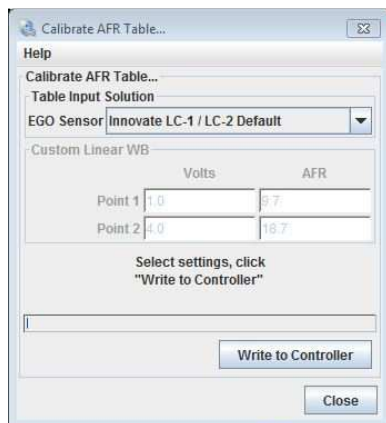 Calibrate AFR Table...
Help
Calibrate AFR Table...
Table Input Solution
EGO Sensor Innovate LC-1 / LC-2 Default
Custom Linear WB
Volts AFR
Point 1 1.0 9.7
Point 2 4.0 18.7
Select settings, click
"Write to Controller"
Write to Controller
Close